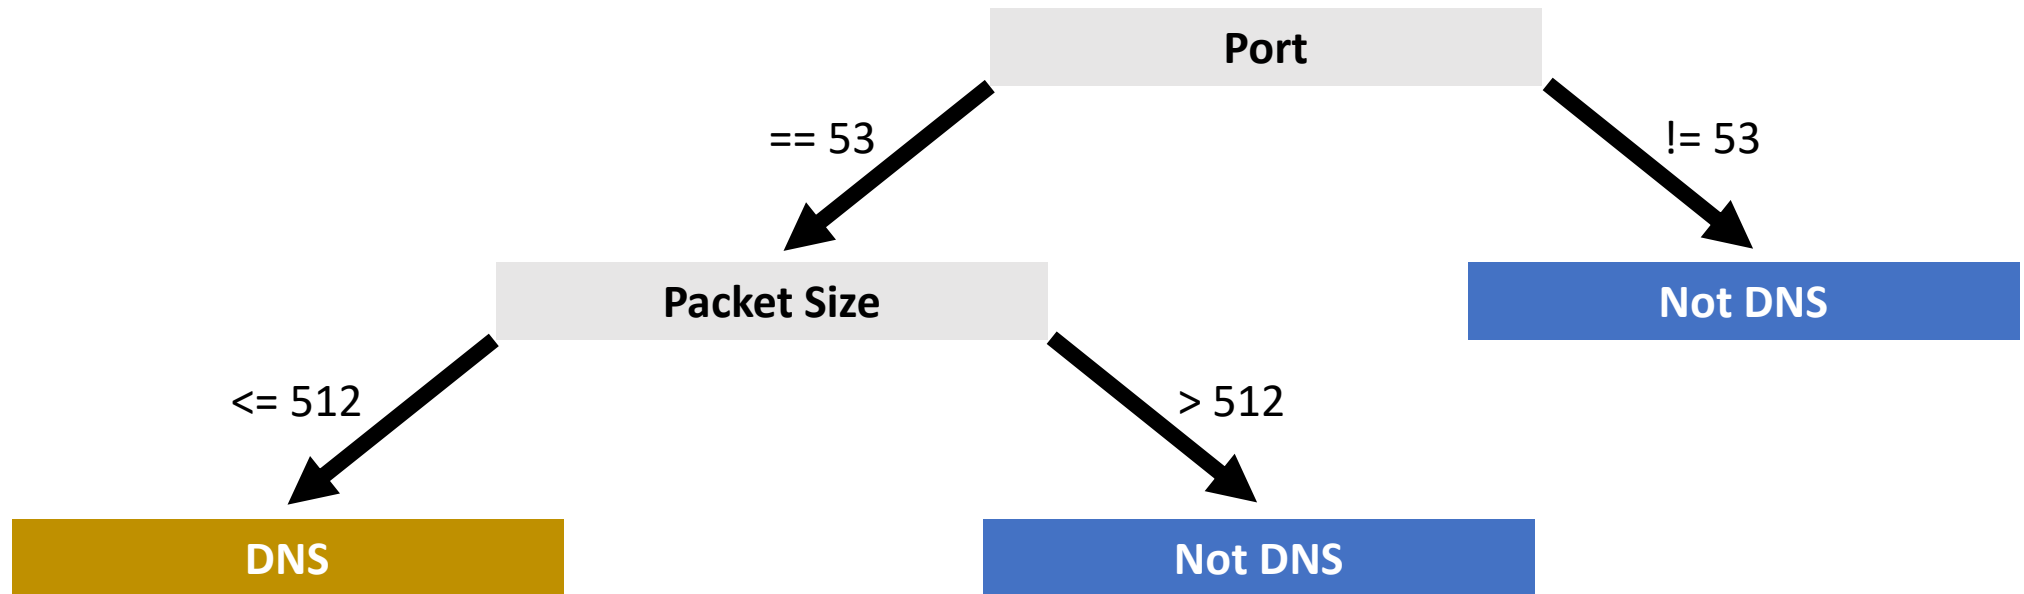 Port
== 53
!= 53
Packet Size
Not DNS
<= 512
> 512
DNS
Not DNS